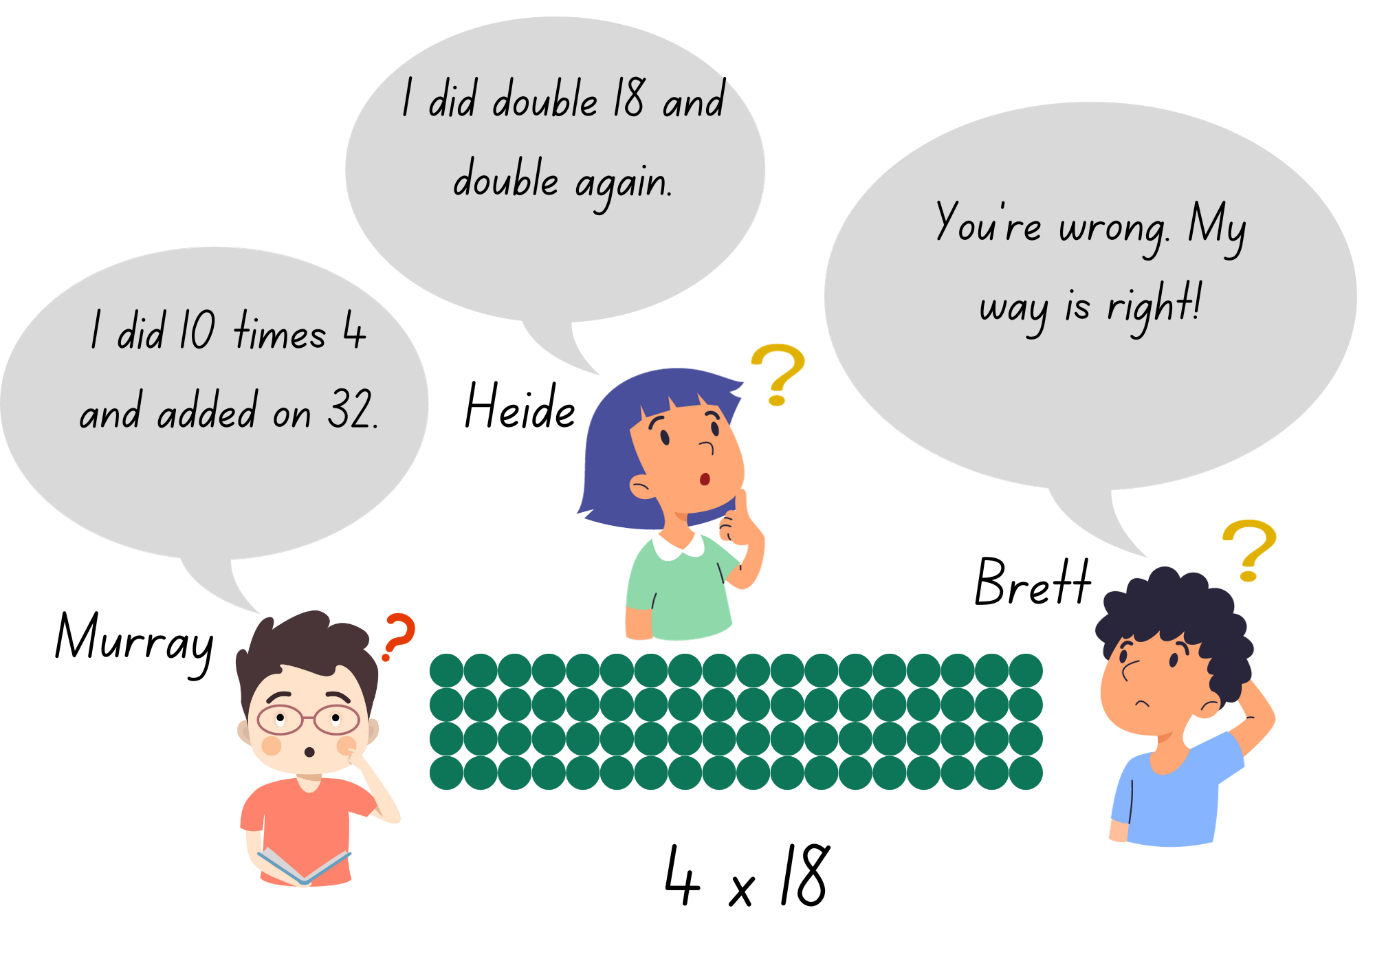 I did double 18 and
double again.
You're wrong. My
way is right!
I did 10 times 4
and added on 32.
Heide
?
Brett
?
Murray
?
4 x 18